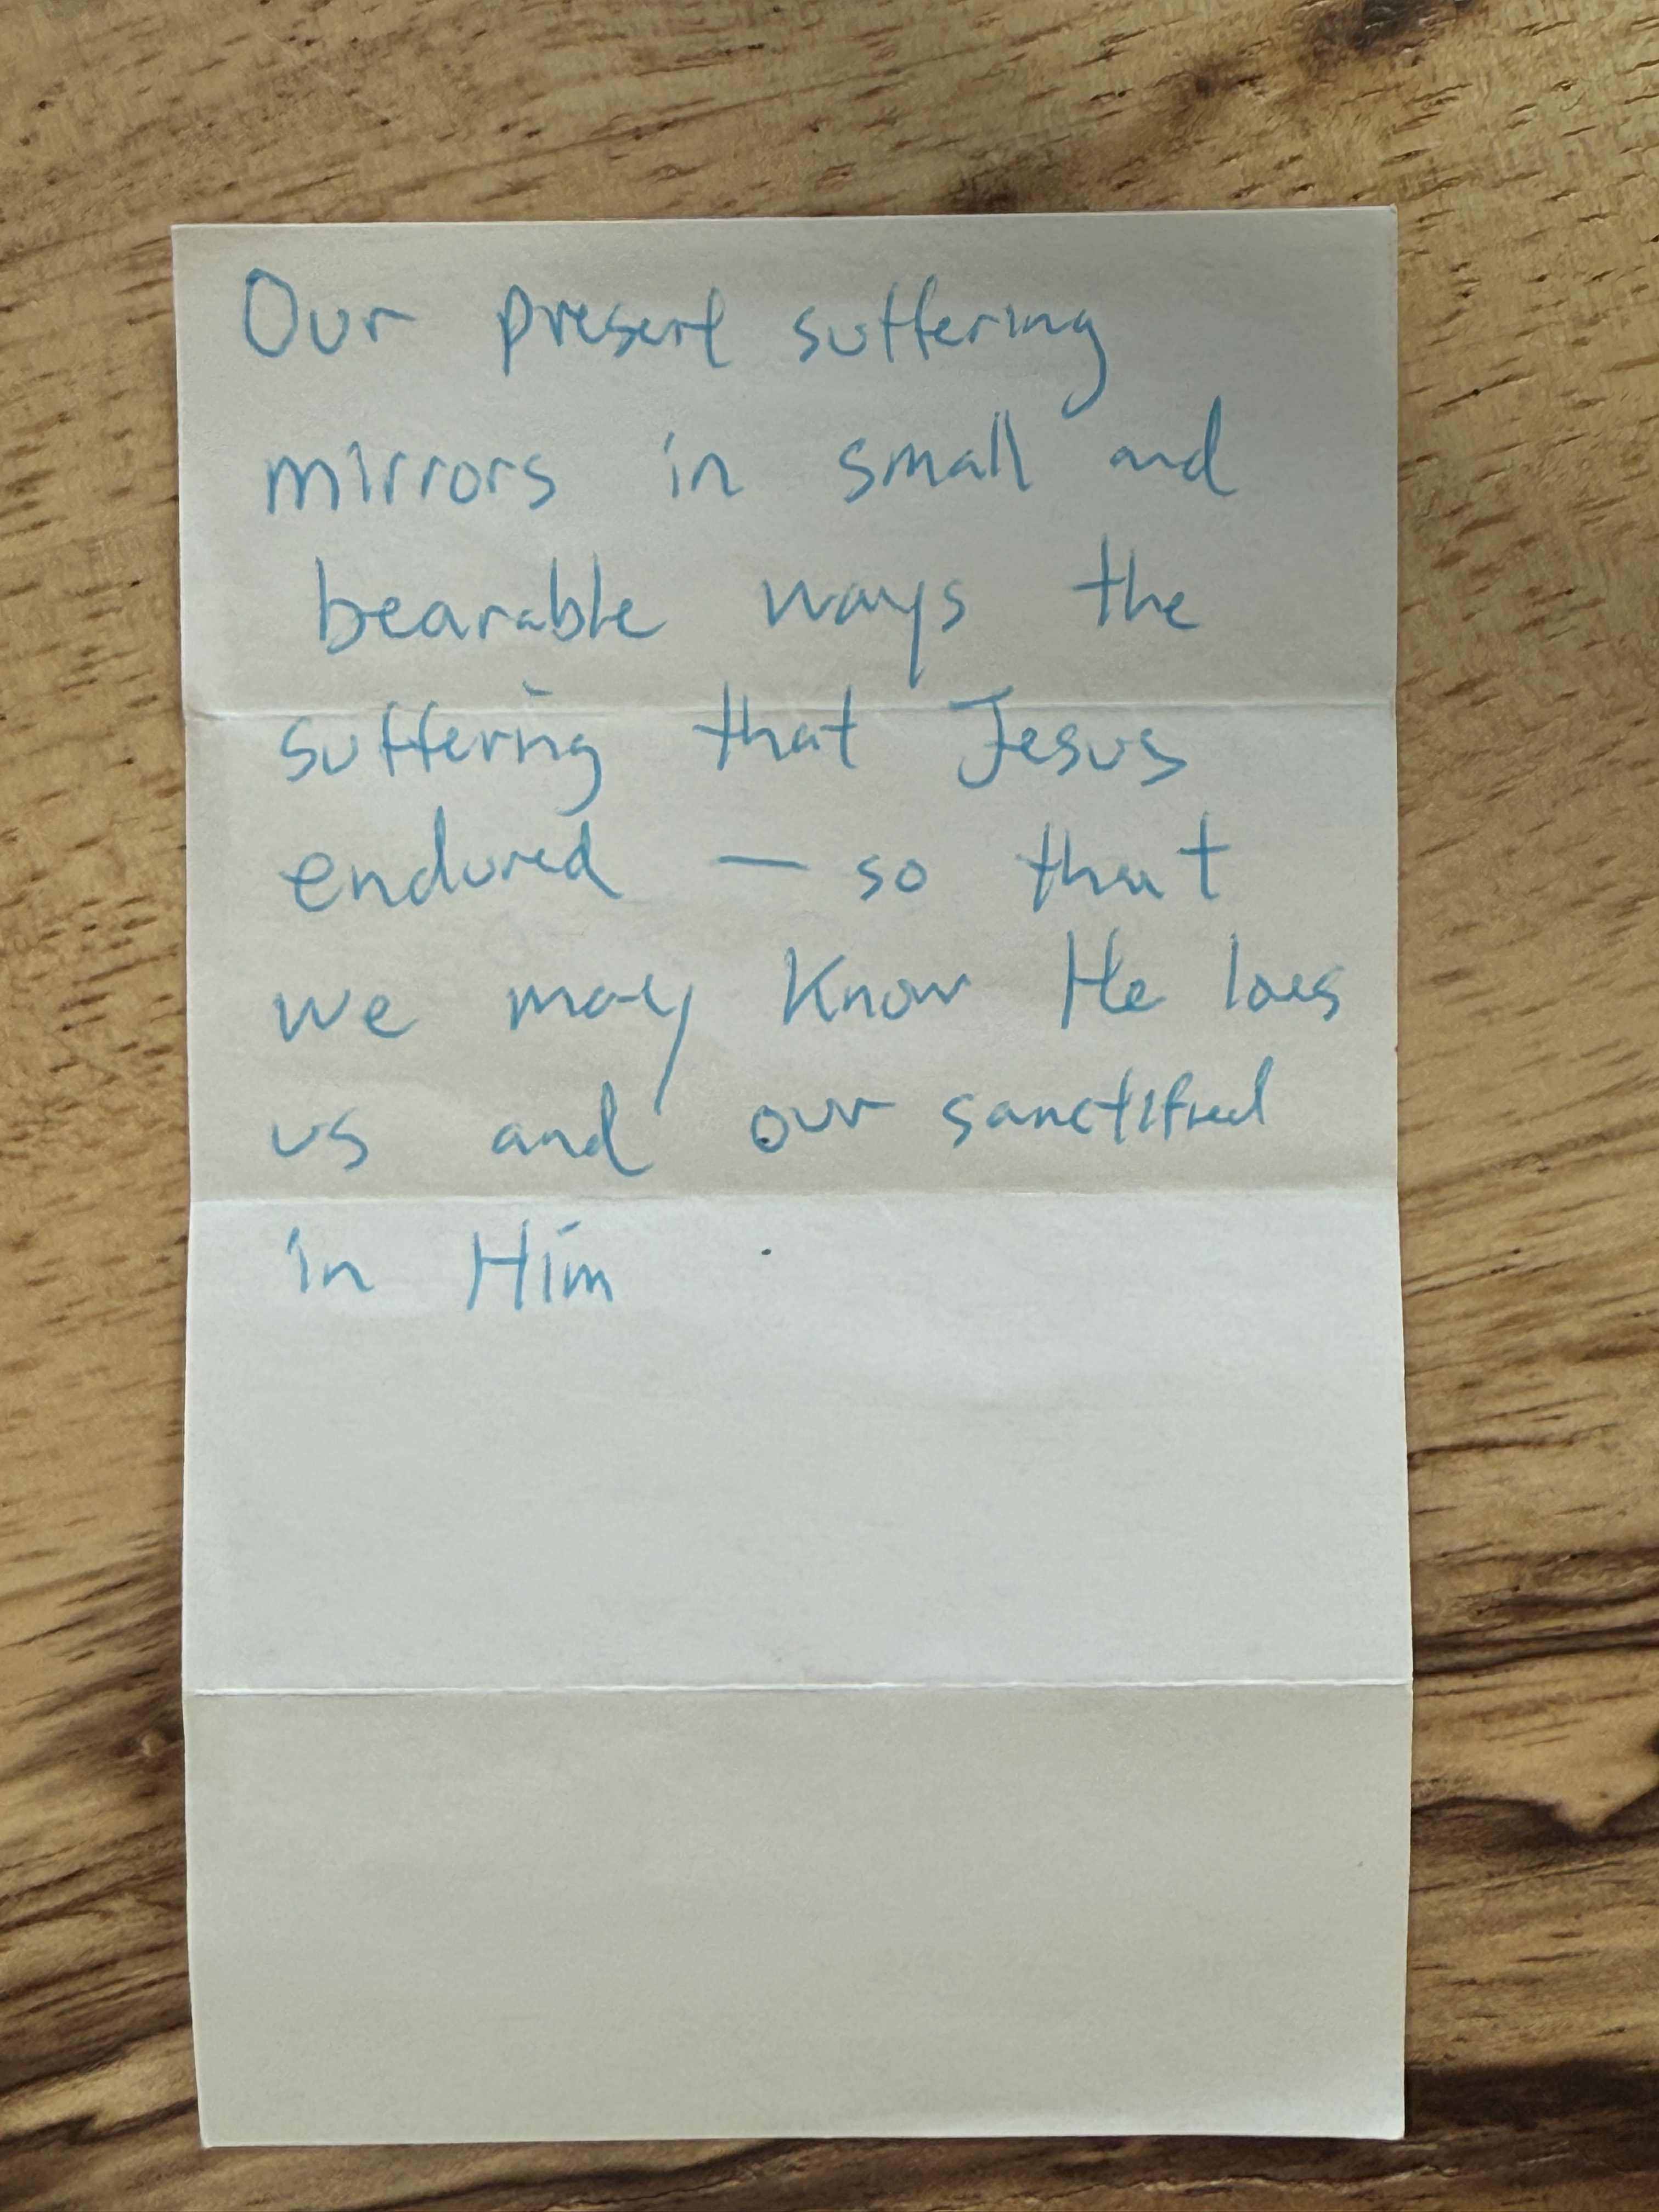 Our present suffering
mirrors in small and
bearable ways the
suffering that Jesus
endured — so that
we may know He loves
us and our sanctified
in Him